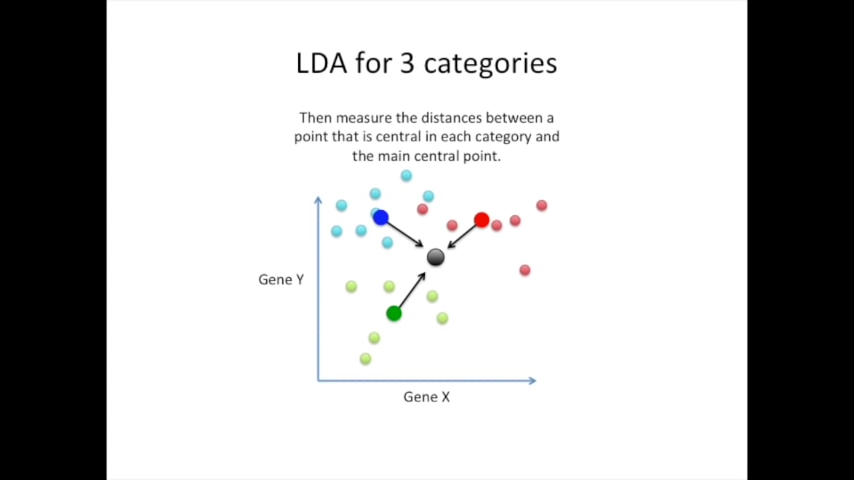 LDA for 3 categories
Then measure the distances between a
point that is central in each category and
the main central point.
Gene Y
Gene X